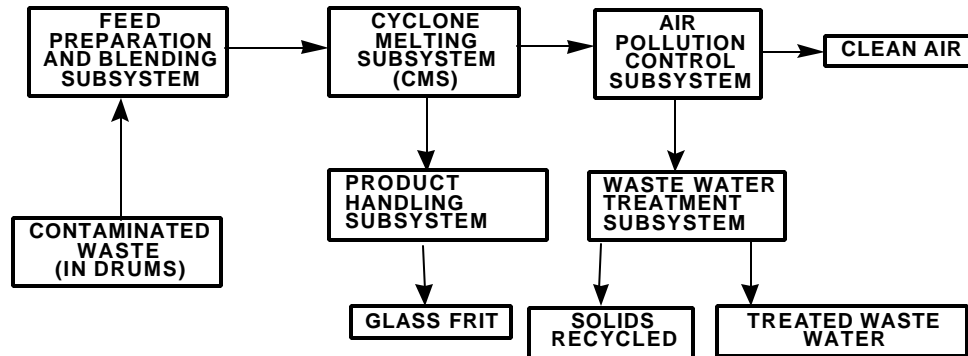 FEED
PREPARATION
AND BLENDING
SUBSYSTEM
CYCLONE
MELTING
SUBSYSTEM
(CMS)
AIR
POLLUTION
CONTROL
SUBSYSTEM
CLEAN AIR
PRODUCT
HANDLING
SUBSYSTEM
WASTE WATER
TREATMENT
SUBSYSTEM
CONTAMINATED
WASTE
(IN DRUMS)
GLASS FRIT
SOLIDS
RECYCLED
TREATED WASTE
WATER